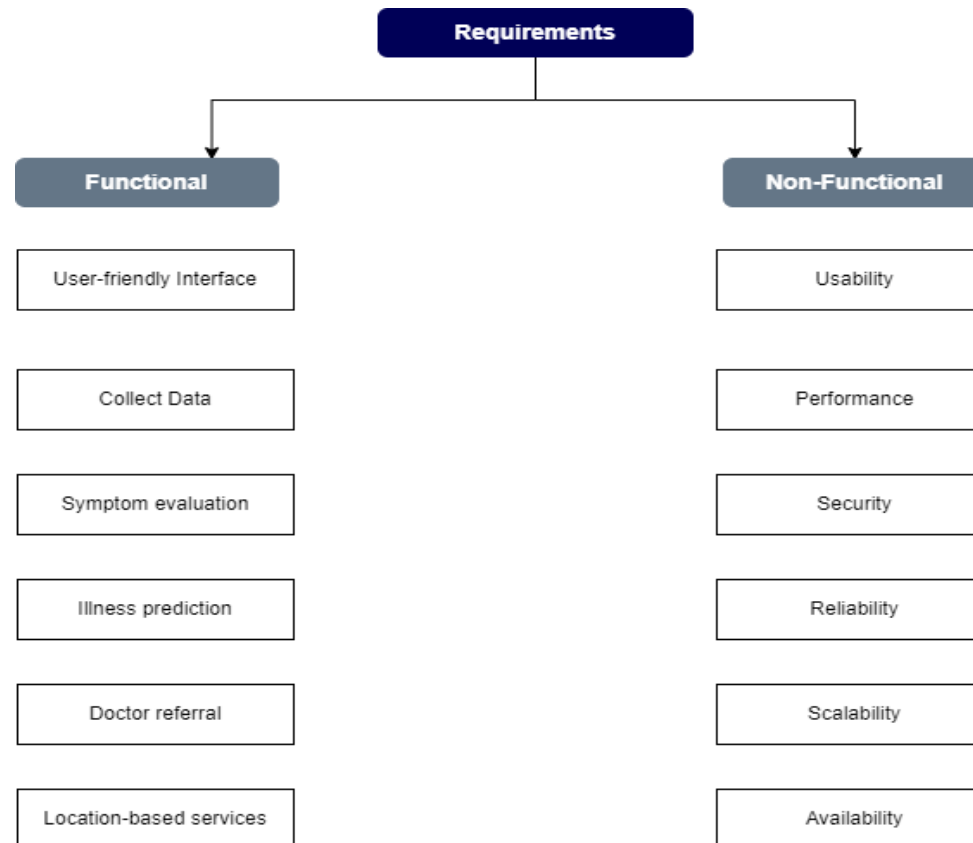 Requirements
Functional
Non-Functional
User-friendly Interface
Usability
Collect Data
Performance
Symptom evaluation
Security
Illness prediction
Reliability
Doctor referral
Scalability
Location-based services
Availability